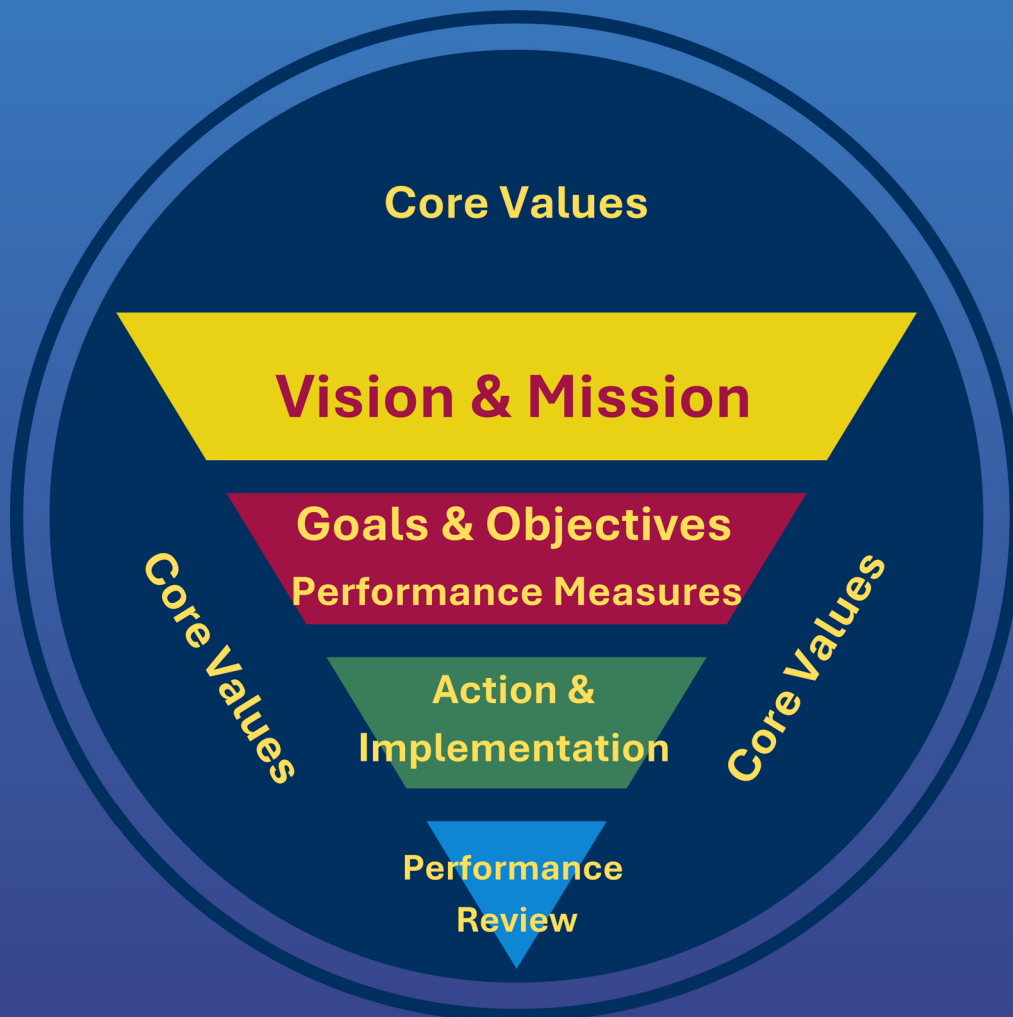 Core Values
Vision & Mission
Goals & Objectives
Performance Measures
Core Values
Core Values
Action &
Implementation
Performance
Review